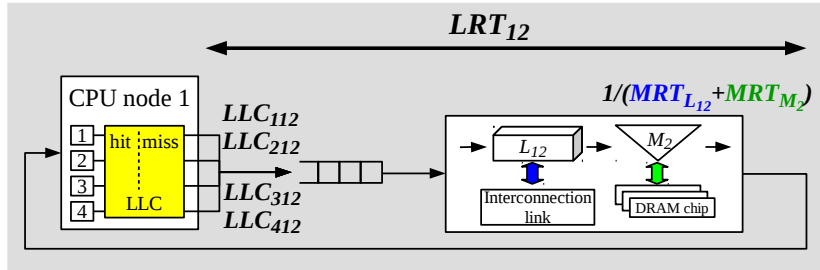 LRT12
CPU node 1
1/(MRTL12+MRTM2)
LLC112
LLC212
1
2
3
4
hit
miss
LLC
LLC312
LLC412
L12
M2
Interconnection
link
DRAM chip